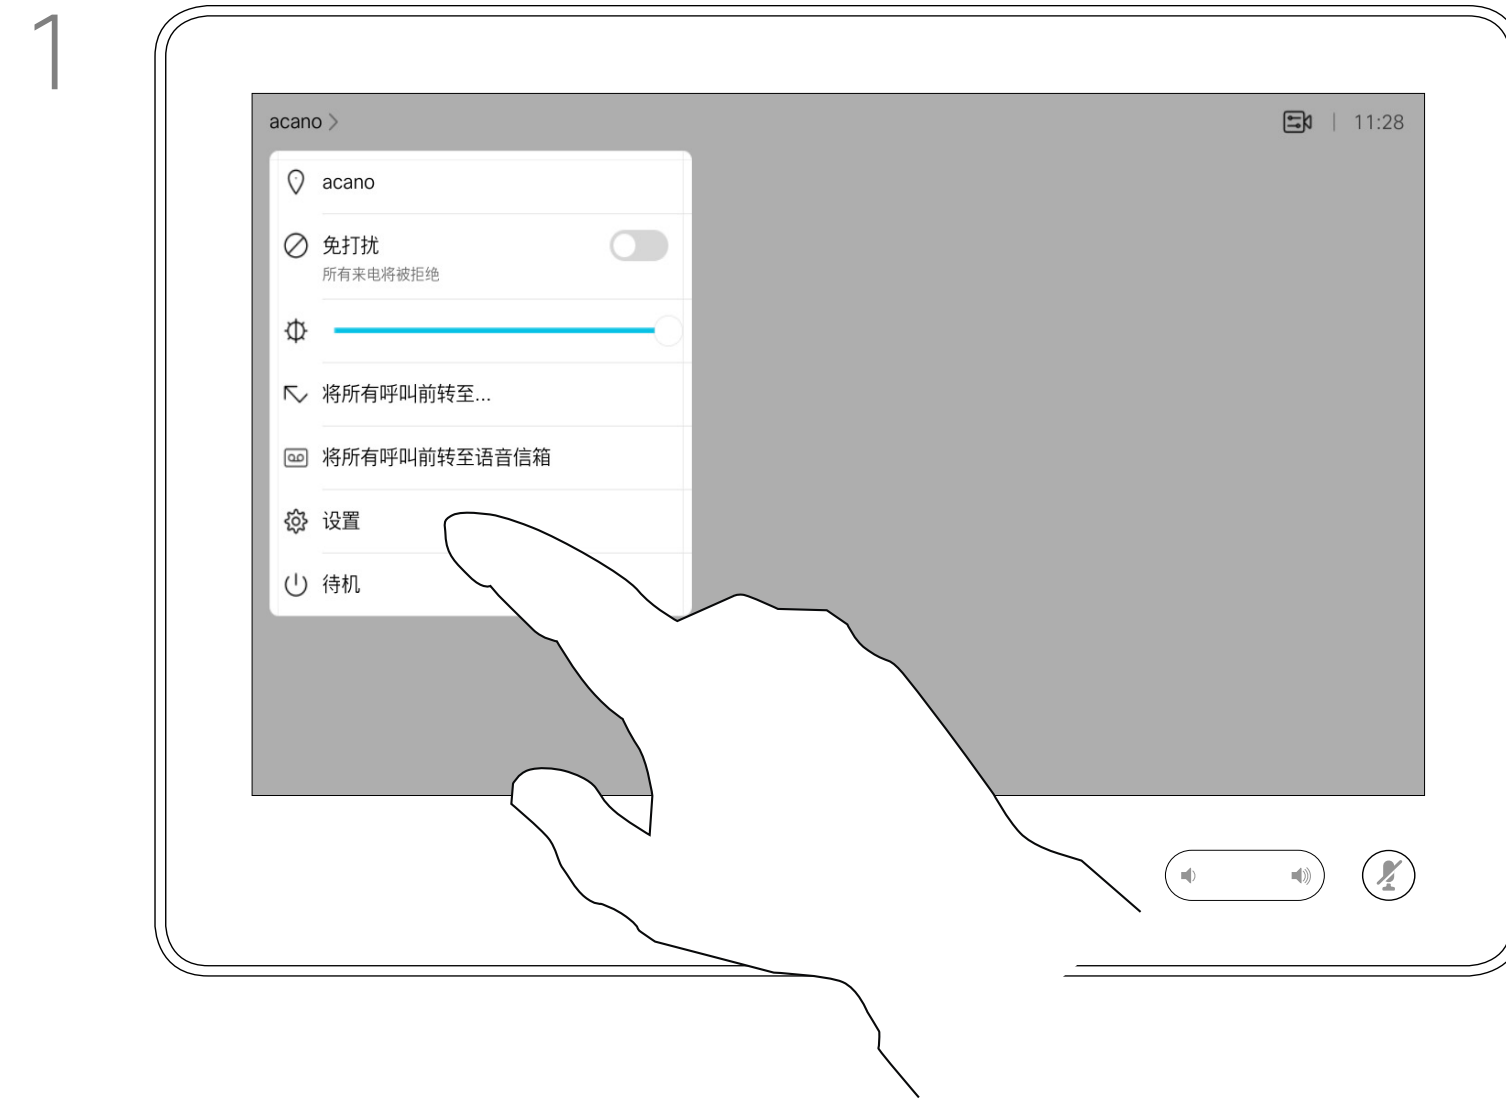 1
acano
11:28
acano
免打扰
所有来电将被拒绝
将所有呼叫前转至...
将所有呼叫前转至语音信箱
设置
待机